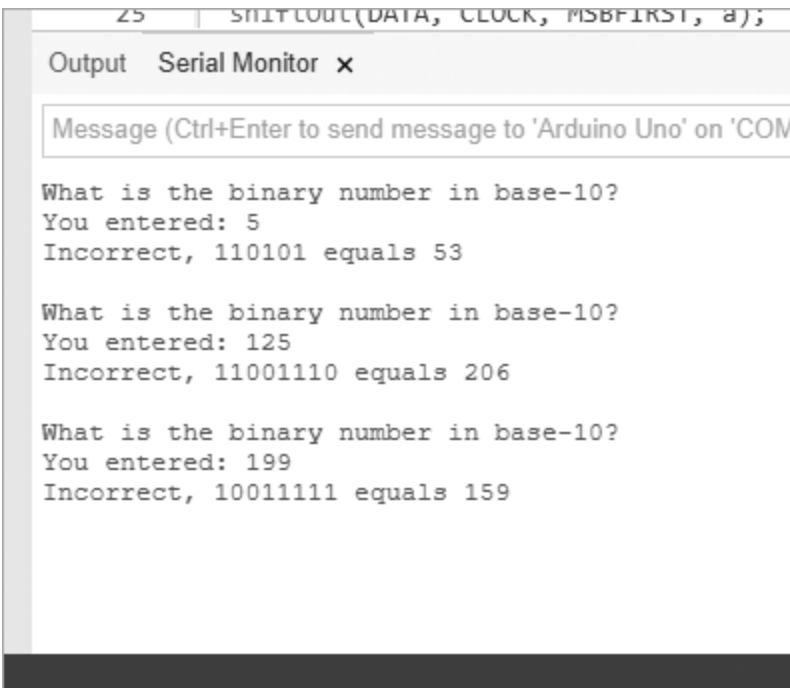 25 shiftOut(DATA, CLOCK, MSBFIRST, a);
Output Serial Monitor ×
Message (Ctrl+Enter to send message to 'Arduino Uno' on 'COM
What is the binary number in base-10?
You entered: 5
Incorrect, 110101 equals 53
What is the binary number in base-10?
You entered: 125
Incorrect, 11001110 equals 206
What is the binary number in base-10?
You entered: 199
Incorrect, 10011111 equals 159